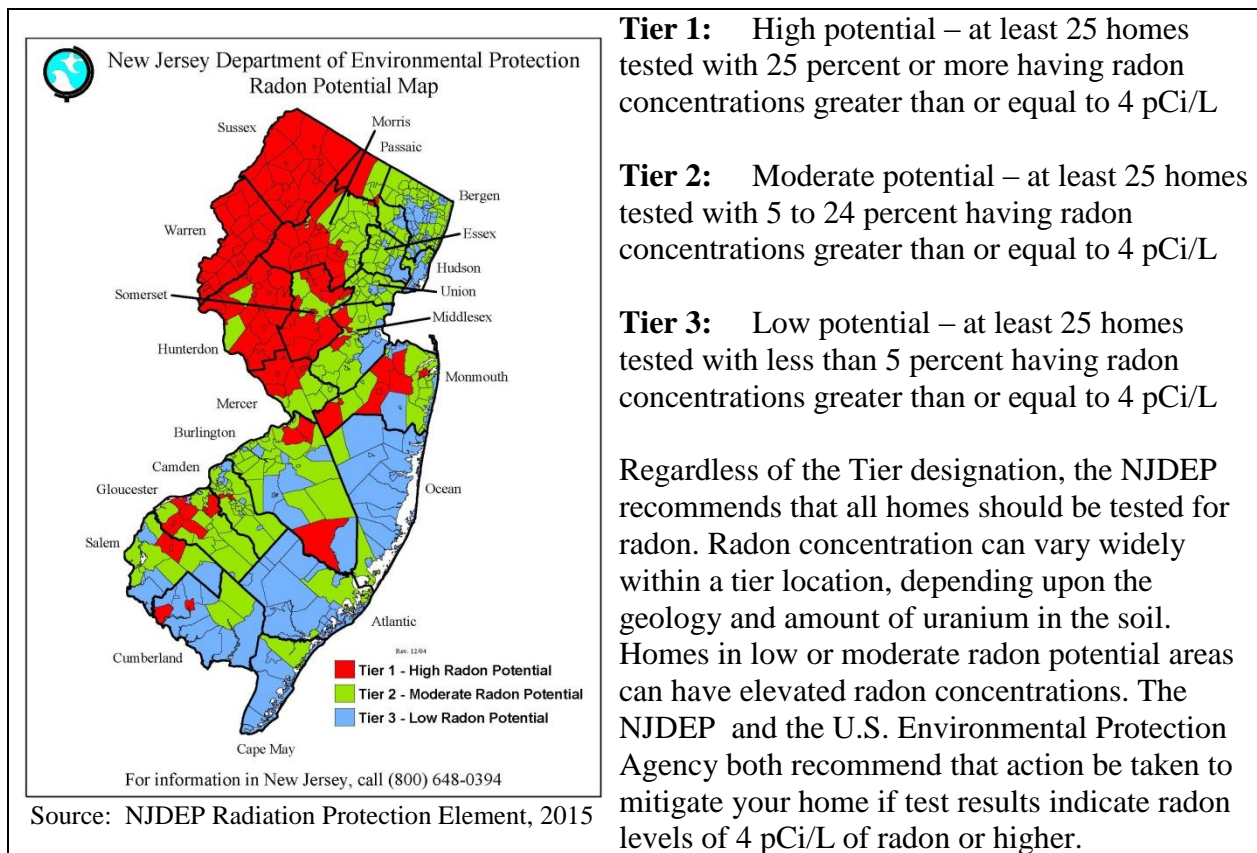 New Jersey Department of Environmental Protection
Radon Potential Map
Sussex
Morris
Passaic
Bergen
Warren
Essex
Hudson
Union
Somerset
Middlesex
Hunterdon
Monmouth
Mercer
Burlington
Camden
Gloucester
Ocean
Salem
Atlantic
Cumberland
Rev. 12/04
Tier 1 - High Radon Potential
Tier 2 - Moderate Radon Potential
Tier 3 - Low Radon Potential
Cape May
For information in New Jersey, call (800) 648-0394
Source: NJDEP Radiation Protection Element, 2015
Tier 1: High potential – at least 25 homes
tested with 25 percent or more having radon
concentrations greater than or equal to 4 pCi/L
Tier 2: Moderate potential – at least 25 homes
tested with 5 to 24 percent having radon
concentrations greater than or equal to 4 pCi/L
Tier 3: Low potential – at least 25 homes
tested with less than 5 percent having radon
concentrations greater than or equal to 4 pCi/L
Regardless of the Tier designation, the NJDEP
recommends that all homes should be tested for
radon. Radon concentration can vary widely
within a tier location, depending upon the
geology and amount of uranium in the soil.
Homes in low or moderate radon potential areas
can have elevated radon concentrations. The
NJDEP and the U.S. Environmental Protection
Agency both recommend that action be taken to
mitigate your home if test results indicate radon
levels of 4 pCi/L of radon or higher.